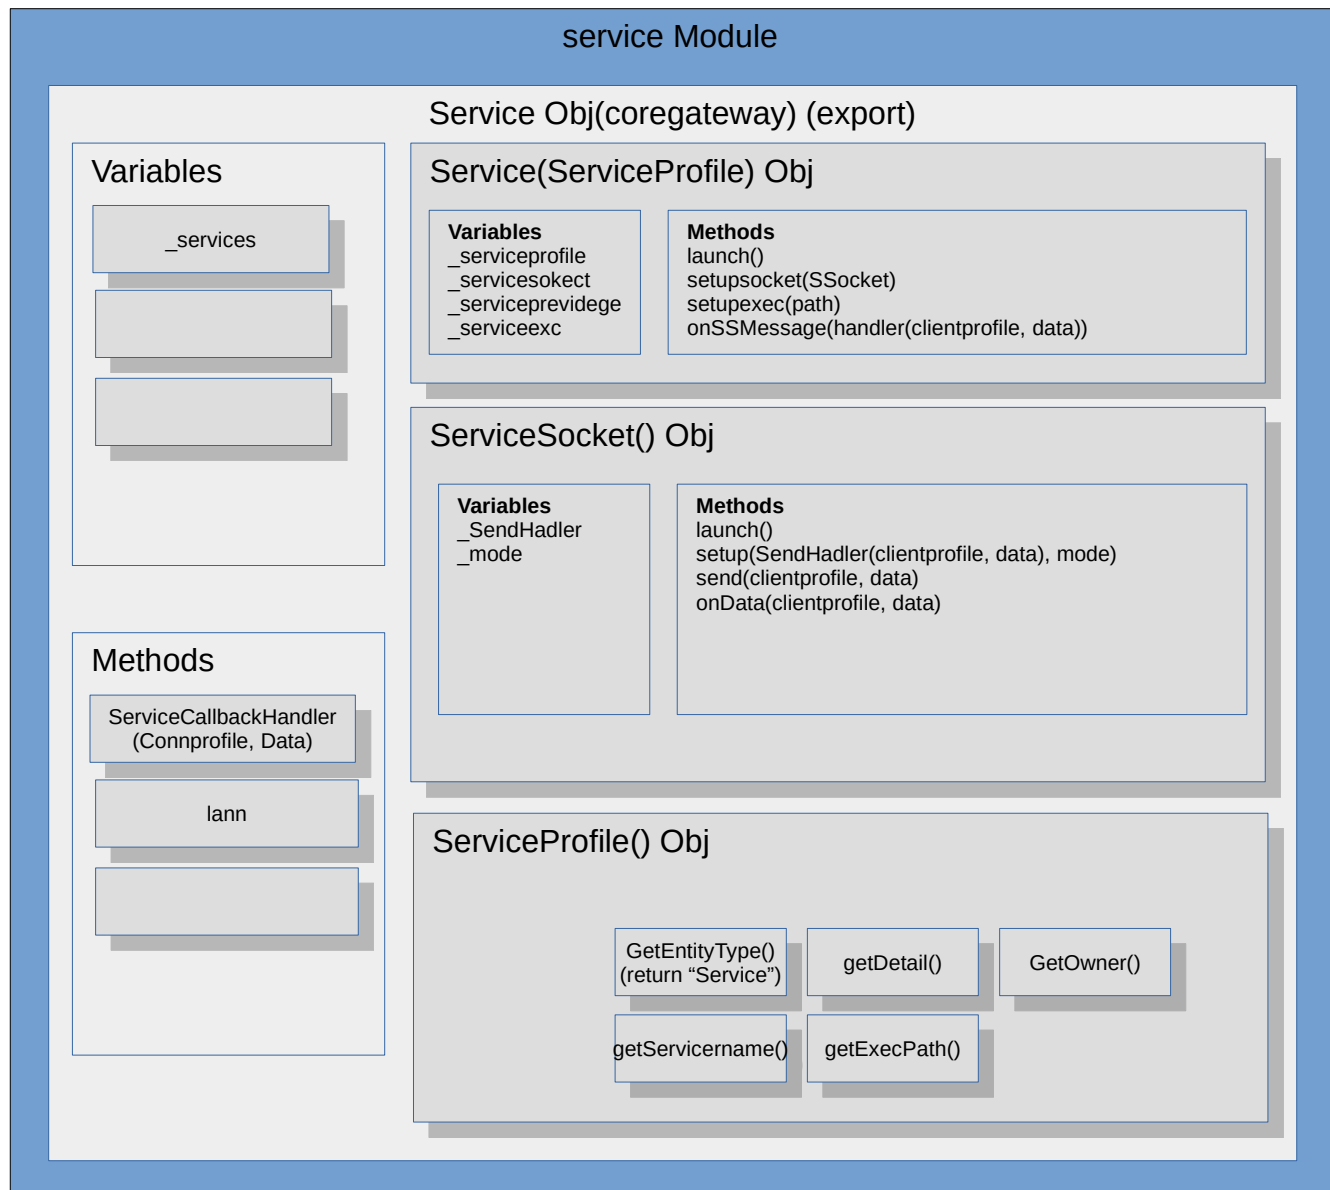 service Module
Service Obj(coregateway) (export)
Variables
_services
Methods
ServiceCallbackHandler
(Connprofile, Data)
lann
Service(ServiceProfile) Obj
Variables
_serviceprofile
_servicesokect
_serviceprevidege
_serviceexc
Methods
launch()
setupsocket(SSocket)
setupexec(path)
onSSMessage(handler(clientprofile, data))
ServiceSocket() Obj
Variables
_SendHadler
_mode
Methods
launch()
setup(SendHadler(clientprofile, data), mode)
send(clientprofile, data)
onData(clientprofile, data)
ServiceProfile() Obj
GetEntityType()
(return “Service”)
getDetail()
GetOwner()
getServicername()
getExecPath()